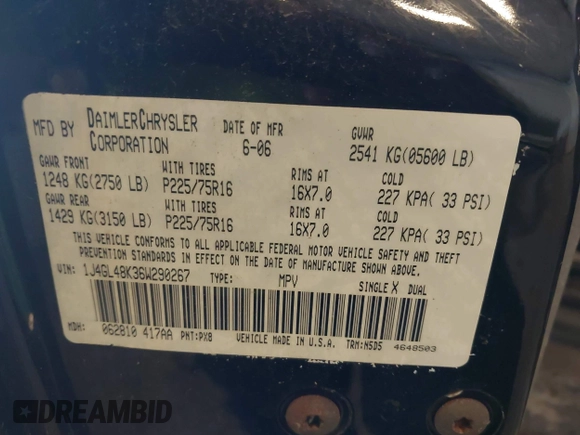 MFD BY DAIMLERCHRYSLER CORPORATION DATE OF MFR 6-06 GVWR 2541 KG(05600 LB)
GAWR FRONT WITH TIRES RIMS AT COLD
1248 KG(2750 LB) P225/75R16 16X7.0 227 KPA( 33 PSI)
GAWR REAR WITH TIRES RIMS AT COLD
1429 KG(3150 LB) P225/75R16 16X7.0 227 KPA( 33 PSI)
THIS VEHICLE CONFORMS TO ALL APPLICABLE FEDERAL MOTOR VEHICLE SAFETY AND THEFT
PREVENTION STANDARDS IN EFFECT ON THE DATE OF MANUFACTURE SHOWN ABOVE.
VIN: 1J4GL48K36W290267 TYPE: MPV SINGLE X DUAL
MDH: 062810 417AA PNT:PX8 VEHICLE MADE IN U.S.A. TRN:N5D5 4648503
DREAMBID